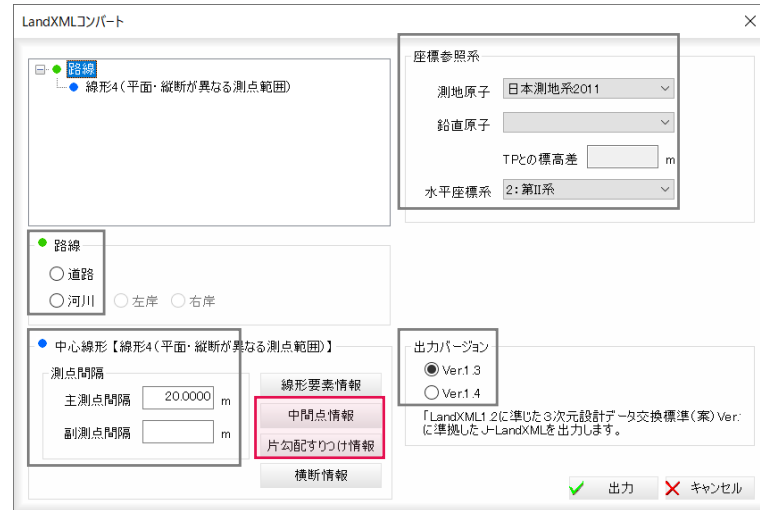 LandXMLコンバート
路線
線形4(平面・縦断が異なる測点範囲)
座標参照系
測地原子 日本測地系2011
鉛直原子
TPとの標高差 m
水平座標系 2:第II系
路線
道路
河川 左岸 右岸
中心線形【線形4(平面・縦断が異なる測点範囲)】
測点間隔
主測点間隔 20.0000 m
副測点間隔 m
線形要素情報
中間点情報
片勾配すりつけ情報
横断情報
出力バージョン
Ver.1.3
Ver.1.4
「LandXML1.2に準じた3次元設計データ交換標準(案)Ver.
に準拠したJ-LandXMLを出力します。
出力 キャンセル